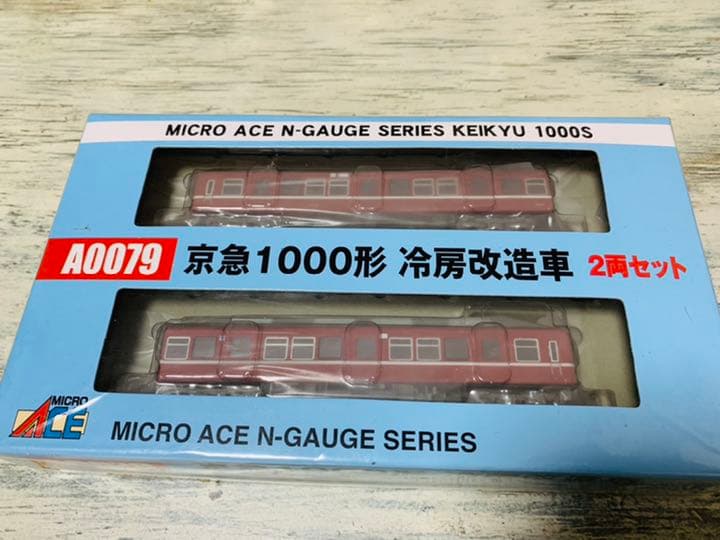 MICRO ACE N-GAUGE SERIES KEIKYU 1000S
A0079 京急1000形 冷房改造車 2両セット
MICRO
ACE
MICRO ACE N-GAUGE SERIES